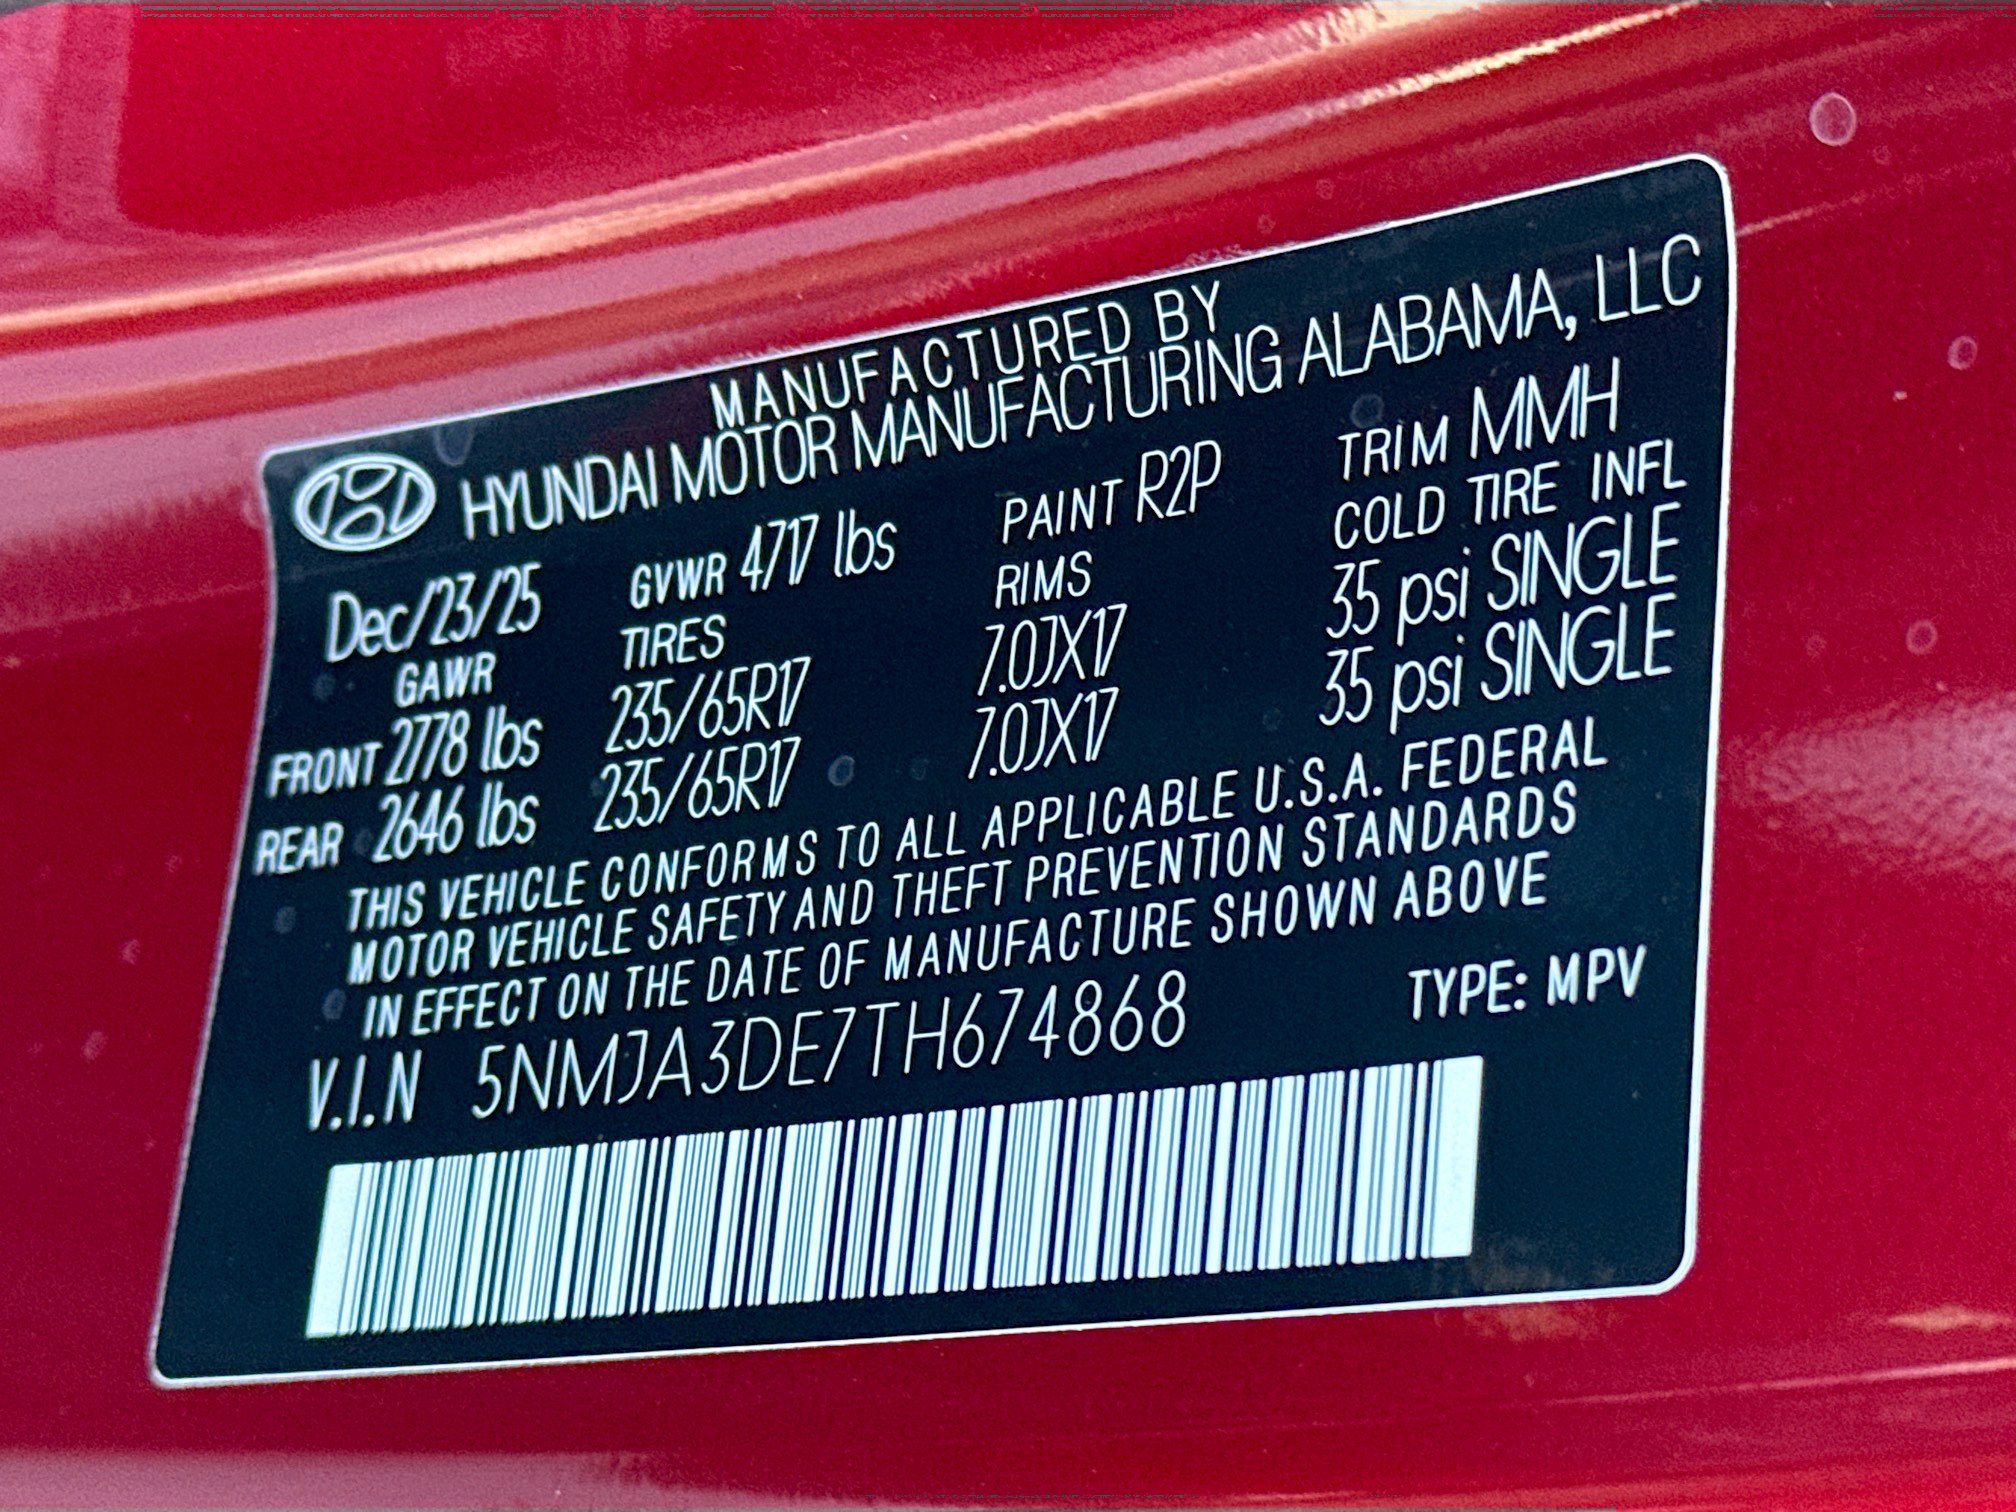 MANUFACTURED BY
HYUNDAI MOTOR MANUFACTURING ALABAMA, LLC
Dec/23/25 GVWR 4717 lbs PAINT R2P TRIM MMH
GAWR TIRES RIMS COLD TIRE INFL
FRONT 2778 lbs 235/65R17 7.0JX17 35 psi SINGLE
REAR 2646 lbs 235/65R17 7.0JX17 35 psi SINGLE
THIS VEHICLE CONFORMS TO ALL APPLICABLE U.S.A. FEDERAL
MOTOR VEHICLE SAFETY AND THEFT PREVENTION STANDARDS
IN EFFECT ON THE DATE OF MANUFACTURE SHOWN ABOVE
V.I.N 5NMJA3DE7TH674868 TYPE: MPV